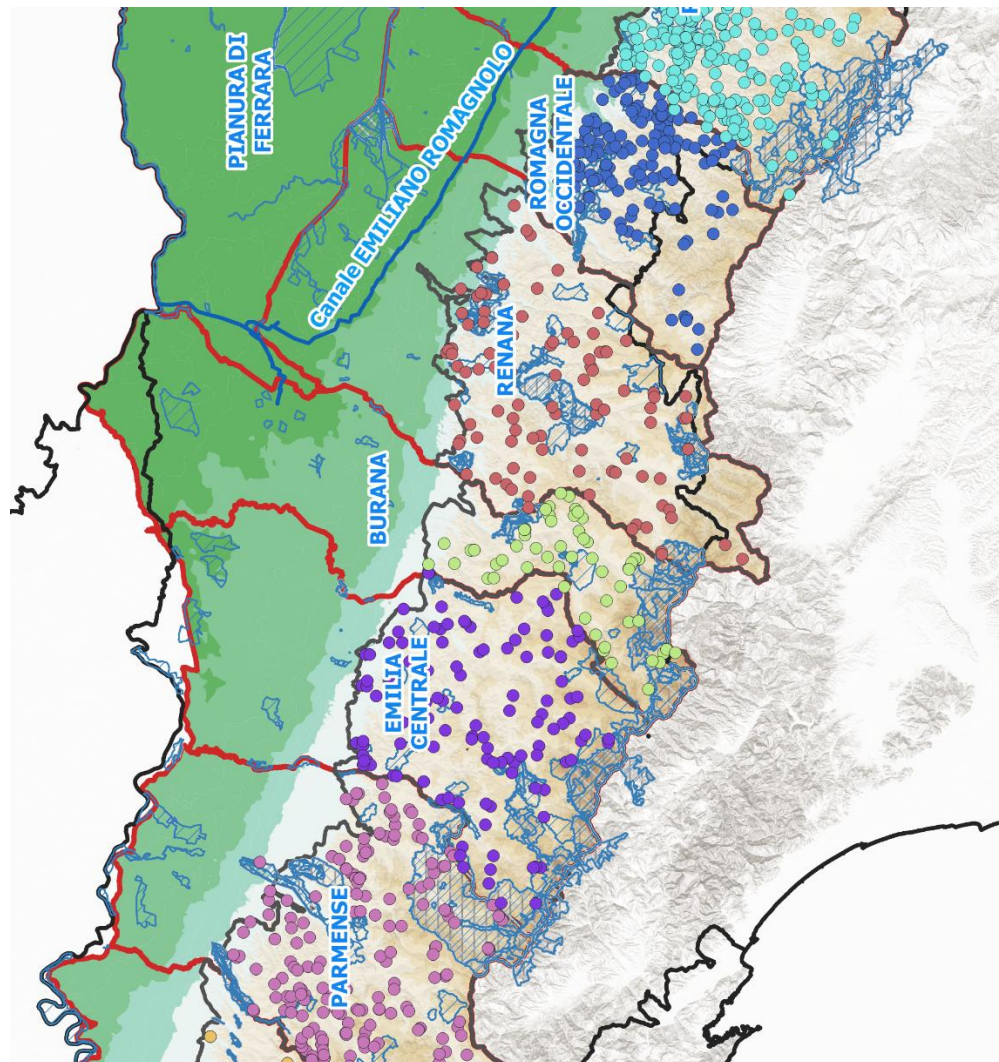 PIANURA DI
FERRARA
Canale EMILIANO ROMAGNOLO
ROMAGNA
OCCIDENTALE
RENANA
BURANA
EMILIA
CENTRALE
PARMENSE